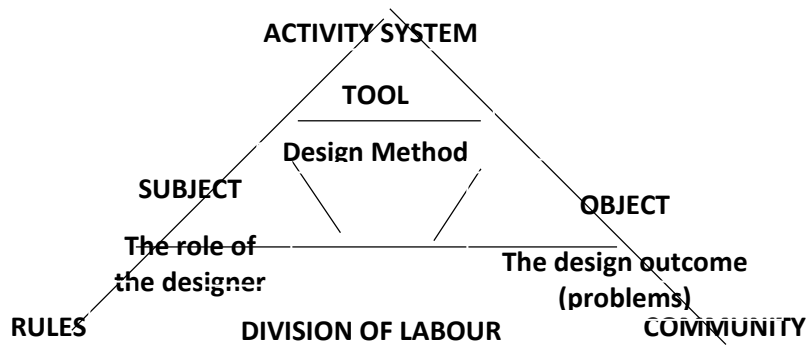 ACTIVITY SYSTEM
TOOL
Design Method
SUBJECT
OBJECT
The role of
the designer
The design outcome
(problems)
RULES
DIVISION OF LABOUR
COMMUNITY